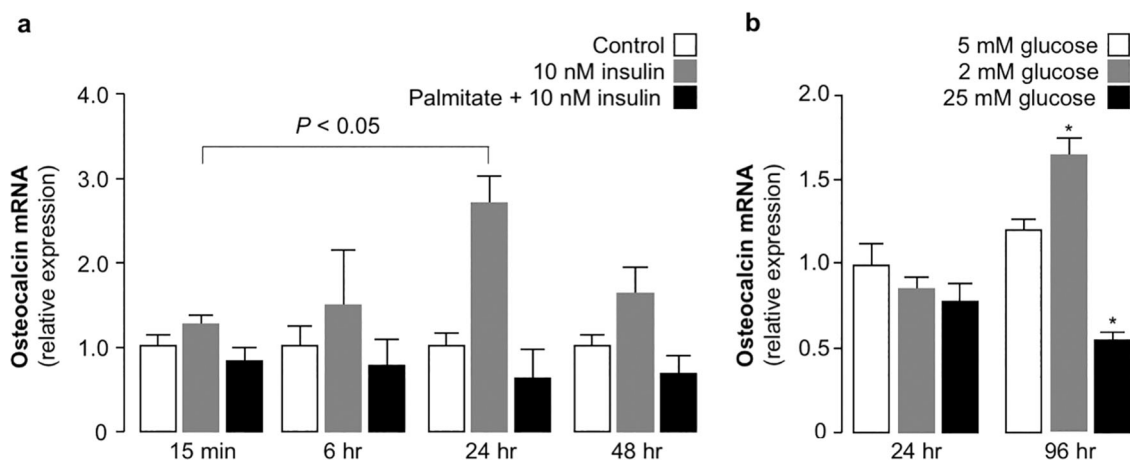 a
Control
10 nM insulin
Palmitate + 10 nM insulin
Osteocalcin mRNA
(relative expression)
4.0
3.0
2.0
1.0
0
P < 0.05
15 min
6 hr
24 hr
48 hr
b
5 mM glucose
2 mM glucose
25 mM glucose
Osteocalcin mRNA
(relative expression)
2.0
1.5
1.0
0.5
0
*
*
24 hr
96 hr